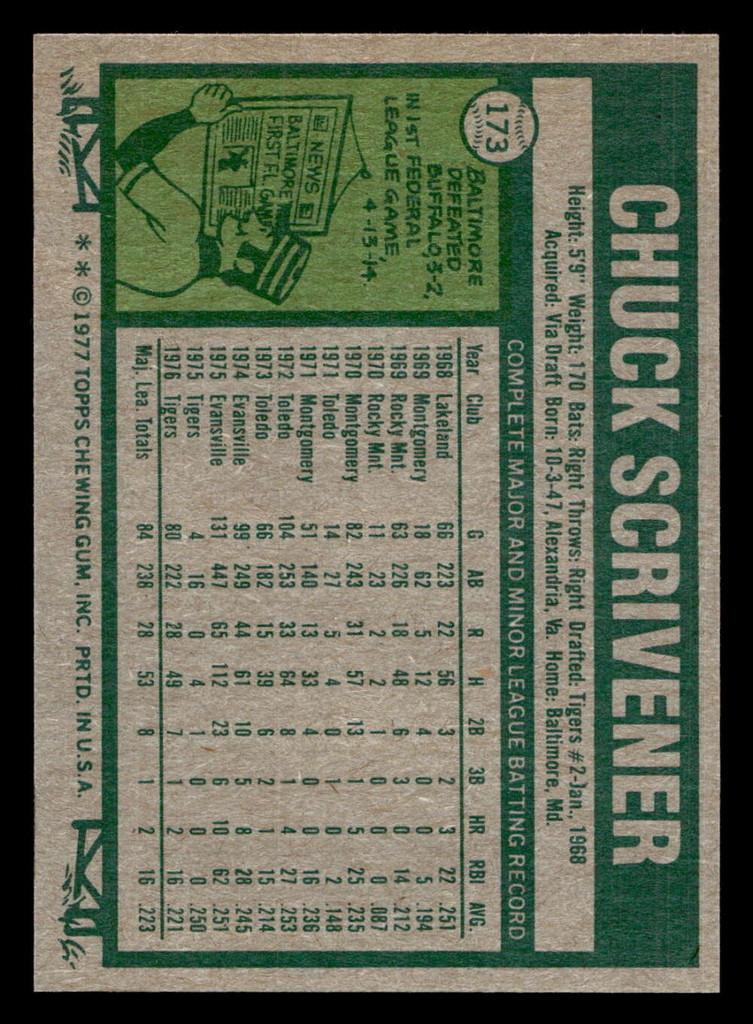 173
CHUCK SCRIVENER
Height: 5'9" Weight: 170 Bats: Right Throws: Right Drafted: Tigers #2-Jan., 1968
Acquired: Via Draft Born: 10-3-47, Alexandria, Va. Home: Baltimore, Md.
COMPLETE MAJOR AND MINOR LEAGUE BATTING RECORD
BALTIMORE
DEFEATED
BUFFALO, 3-2,
IN 1ST FEDERAL
LEAGUE GAME,
4-13-14.
NEWS
BALTIMORE
FIRST FL GAME
Year Club G AB R H 2B 3B HR RBI AVG.
1968 Lakeland 66 223 22 56 3 2 3 22 .251
1969 Montgomery 18 62 5 12 4 0 0 5 .194
1969 Rocky Mnt. 63 226 18 48 6 3 0 14 .212
1970 Rocky Mnt. 11 23 2 2 1 0 0 0 .087
1970 Montgomery 82 243 31 57 13 1 5 25 .235
1971 Toledo 14 27 5 4 0 1 0 2 .148
1971 Montgomery 51 140 13 33 4 0 1 16 .236
1972 Toledo 104 253 33 64 8 1 4 27 .253
1973 Toledo 66 182 15 39 6 2 1 15 .214
1974 Evansville 99 249 44 61 10 5 8 28 .245
1975 Evansville 131 447 65 112 23 6 10 62 .251
1975 Tigers 4 16 0 4 1 0 0 0 .250
1976 Tigers 80 222 28 49 7 1 2 16 .221
Maj. Lea. Totals 84 238 28 53 8 1 2 16 .223
* * © 1977 TOPPS CHEWING GUM, INC. PRTD. IN U.S.A.